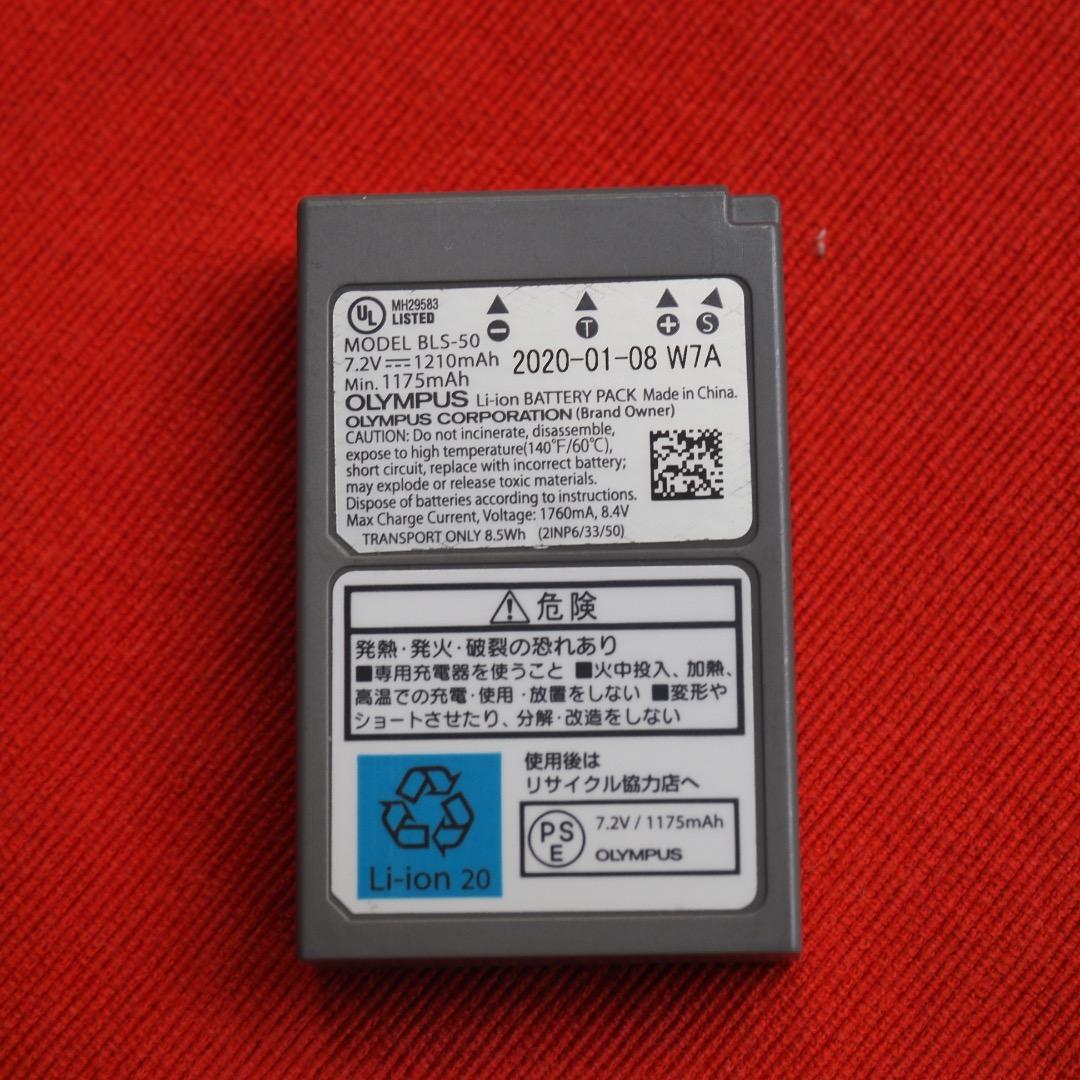 UL MH29583
LISTED
MODEL BLS-50
7.2V⎓1210mAh
Min. 1175mAh
− T + S
2020-01-08 W7A
OLYMPUS Li-ion BATTERY PACK Made in China.
OLYMPUS CORPORATION (Brand Owner)
CAUTION: Do not incinerate, disassemble,
expose to high temperature(140°F/60℃),
short circuit, replace with incorrect battery;
may explode or release toxic materials.
Dispose of batteries according to instructions.
Max Charge Current, Voltage: 1760mA, 8.4V
TRANSPORT ONLY 8.5Wh (2INP6/33/50)
危険
発熱・発火・破裂の恐れあり
■専用充電器を使うこと ■火中投入、加熱、
高温での充電・使用・放置をしない ■変形や
ショートさせたり、分解・改造をしない
使用後は
リサイクル協力店へ
Li-ion 20
PSE 7.2V / 1175mAh
OLYMPUS